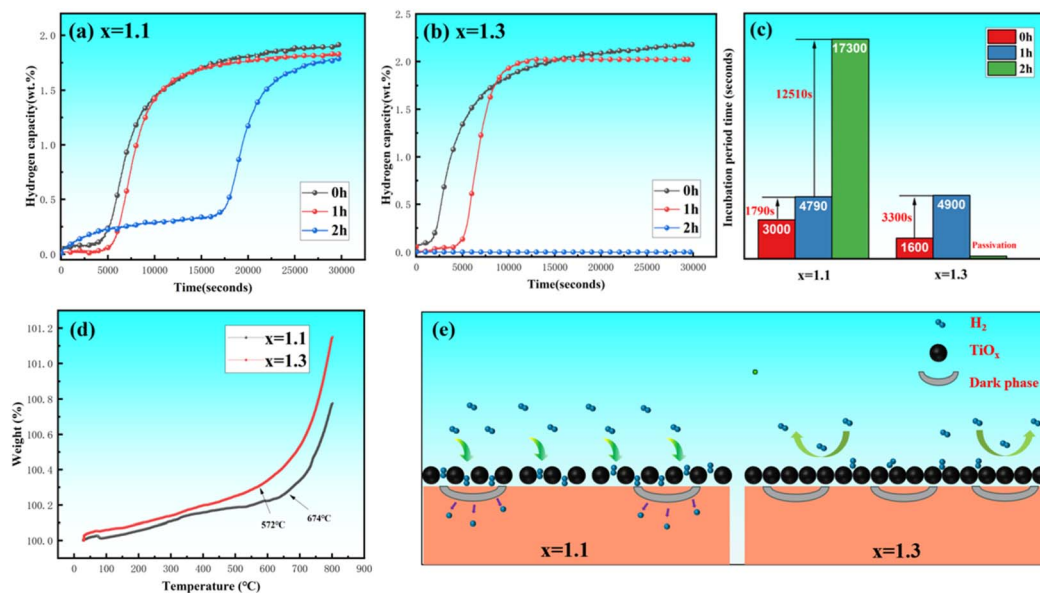 (a) x=1.1
Hydrogen capacity(wt.%)
2.0
1.5
1.0
0.5
0.0
0h
1h
2h
0 5000 10000 15000 20000 25000 30000
Time(seconds)
(b) x=1.3
Hydrogen capacity(wt.%)
2.5
2.0
1.5
1.0
0.5
0.0
0h
1h
2h
0 5000 10000 15000 20000 25000 30000
Time(seconds)
(c)
Incubation period time (seconds)
0h
1h
2h
17300
12510s
1790s
4790
3000
3300s
4900
1600
Passivation
x=1.1 x=1.3
(d)
Weight (%)
101.2
101.0
100.8
100.6
100.4
100.2
100.0
x=1.1
x=1.3
572℃
674℃
0 100 200 300 400 500 600 700 800 900
Temperature (℃)
(e)
H2
TiOx
Dark phase
x=1.1 x=1.3